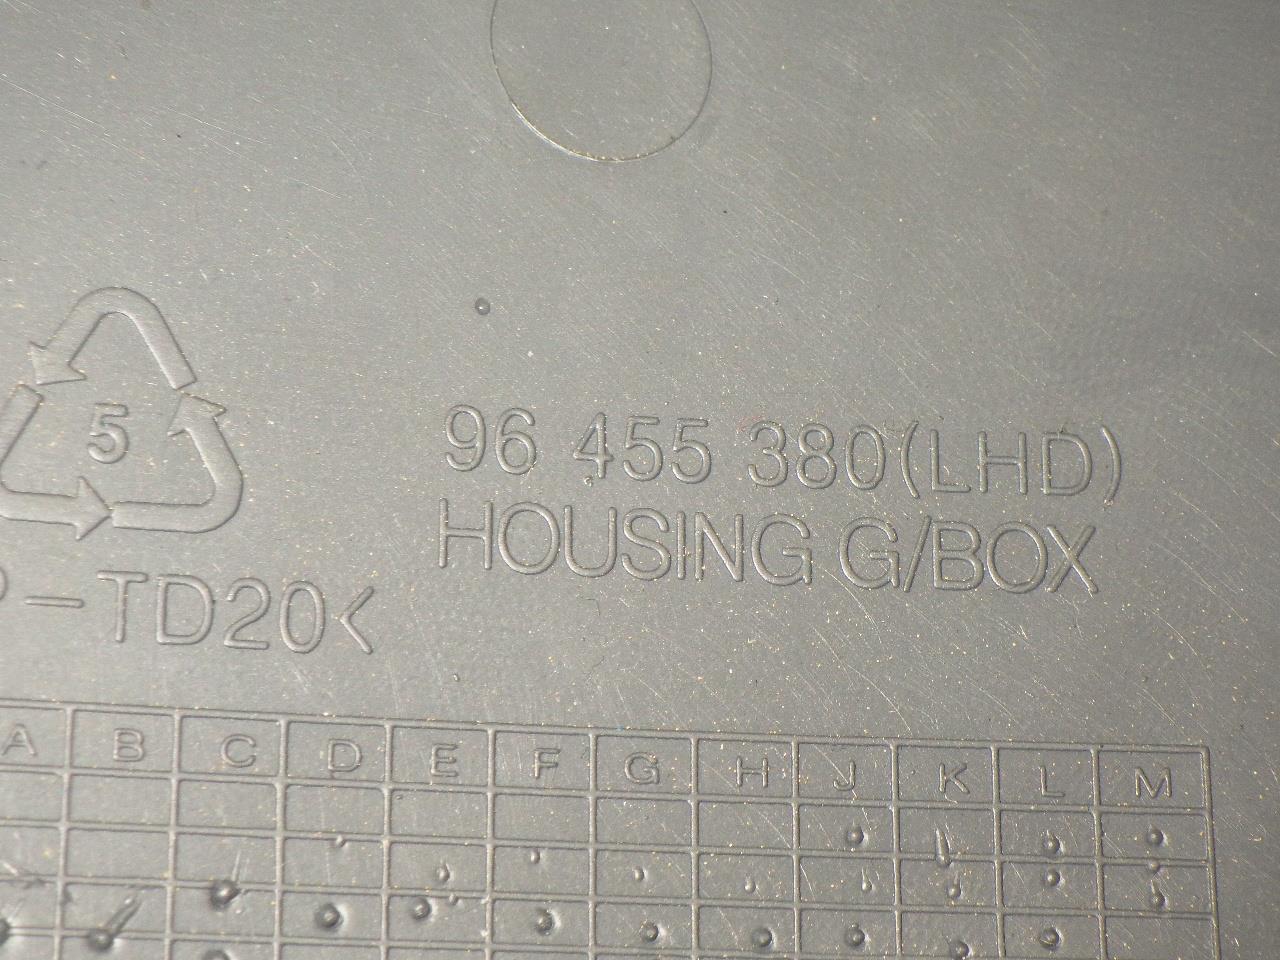 5
96 455 380(LHD)
HOUSING G/BOX
P-TD20<
A B C D E F G H J K L M